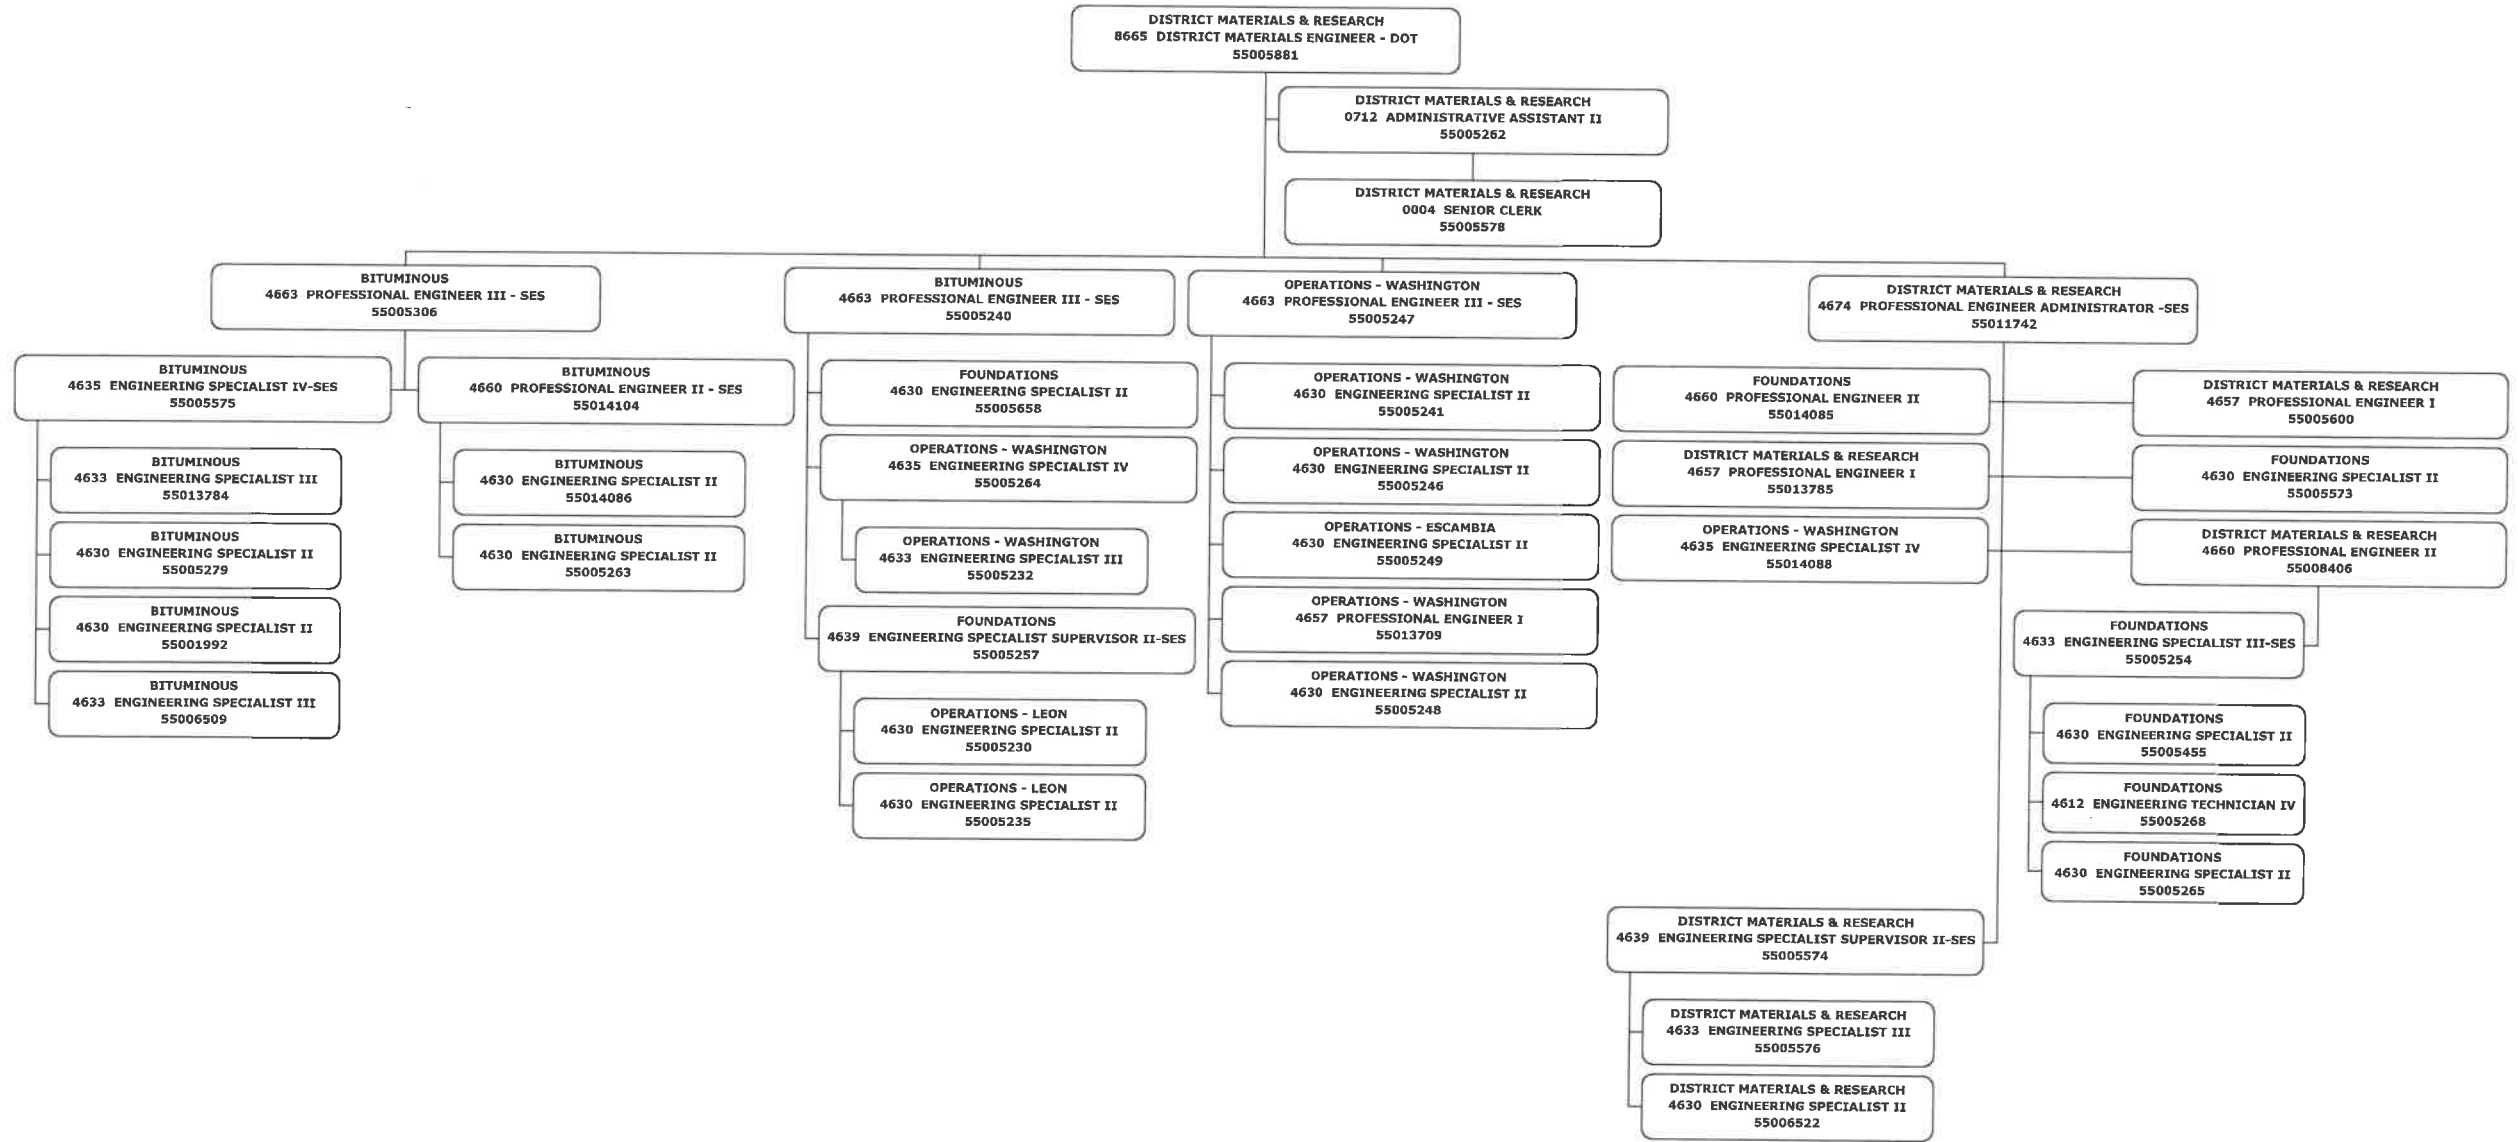 DISTRICT MATERIALS & RESEARCH
8665 DISTRICT MATERIALS ENGINEER - DOT
55005881
DISTRICT MATERIALS & RESEARCH
0712 ADMINISTRATIVE ASSISTANT II
55005262
DISTRICT MATERIALS & RESEARCH
0004 SENIOR CLERK
55005578
BITUMINOUS
4663 PROFESSIONAL ENGINEER III - SES
55005306
BITUMINOUS
4635 ENGINEERING SPECIALIST IV-SES
55005575
BITUMINOUS
4633 ENGINEERING SPECIALIST III
55013784
BITUMINOUS
4630 ENGINEERING SPECIALIST II
55005279
BITUMINOUS
4630 ENGINEERING SPECIALIST II
55001992
BITUMINOUS
4633 ENGINEERING SPECIALIST III
55006509
BITUMINOUS
4660 PROFESSIONAL ENGINEER II - SES
55014104
BITUMINOUS
4630 ENGINEERING SPECIALIST II
55014086
BITUMINOUS
4630 ENGINEERING SPECIALIST II
55005263
BITUMINOUS
4663 PROFESSIONAL ENGINEER III - SES
55005240
FOUNDATIONS
4630 ENGINEERING SPECIALIST II
55005658
OPERATIONS - WASHINGTON
4635 ENGINEERING SPECIALIST IV
55005264
OPERATIONS - WASHINGTON
4633 ENGINEERING SPECIALIST III
55005232
FOUNDATIONS
4639 ENGINEERING SPECIALIST SUPERVISOR II-SES
55005257
OPERATIONS - LEON
4630 ENGINEERING SPECIALIST II
55005230
OPERATIONS - LEON
4630 ENGINEERING SPECIALIST II
55005235
OPERATIONS - WASHINGTON
4663 PROFESSIONAL ENGINEER III - SES
55005247
OPERATIONS - WASHINGTON
4630 ENGINEERING SPECIALIST II
55005241
OPERATIONS - WASHINGTON
4630 ENGINEERING SPECIALIST II
55005246
OPERATIONS - ESCAMBIA
4630 ENGINEERING SPECIALIST II
55005249
OPERATIONS - WASHINGTON
4657 PROFESSIONAL ENGINEER I
55013709
OPERATIONS - WASHINGTON
4630 ENGINEERING SPECIALIST II
55005248
DISTRICT MATERIALS & RESEARCH
4674 PROFESSIONAL ENGINEER ADMINISTRATOR -SES
55011742
FOUNDATIONS
4660 PROFESSIONAL ENGINEER II
55014085
DISTRICT MATERIALS & RESEARCH
4657 PROFESSIONAL ENGINEER I
55005600
DISTRICT MATERIALS & RESEARCH
4657 PROFESSIONAL ENGINEER I
55013785
FOUNDATIONS
4630 ENGINEERING SPECIALIST II
55005573
OPERATIONS - WASHINGTON
4635 ENGINEERING SPECIALIST IV
55014088
DISTRICT MATERIALS & RESEARCH
4660 PROFESSIONAL ENGINEER II
55008406
FOUNDATIONS
4633 ENGINEERING SPECIALIST III-SES
55005254
FOUNDATIONS
4630 ENGINEERING SPECIALIST II
55005455
FOUNDATIONS
4612 ENGINEERING TECHNICIAN IV
55005268
FOUNDATIONS
4630 ENGINEERING SPECIALIST II
55005265
DISTRICT MATERIALS & RESEARCH
4639 ENGINEERING SPECIALIST SUPERVISOR II-SES
55005574
DISTRICT MATERIALS & RESEARCH
4633 ENGINEERING SPECIALIST III
55005576
DISTRICT MATERIALS & RESEARCH
4630 ENGINEERING SPECIALIST II
55006522